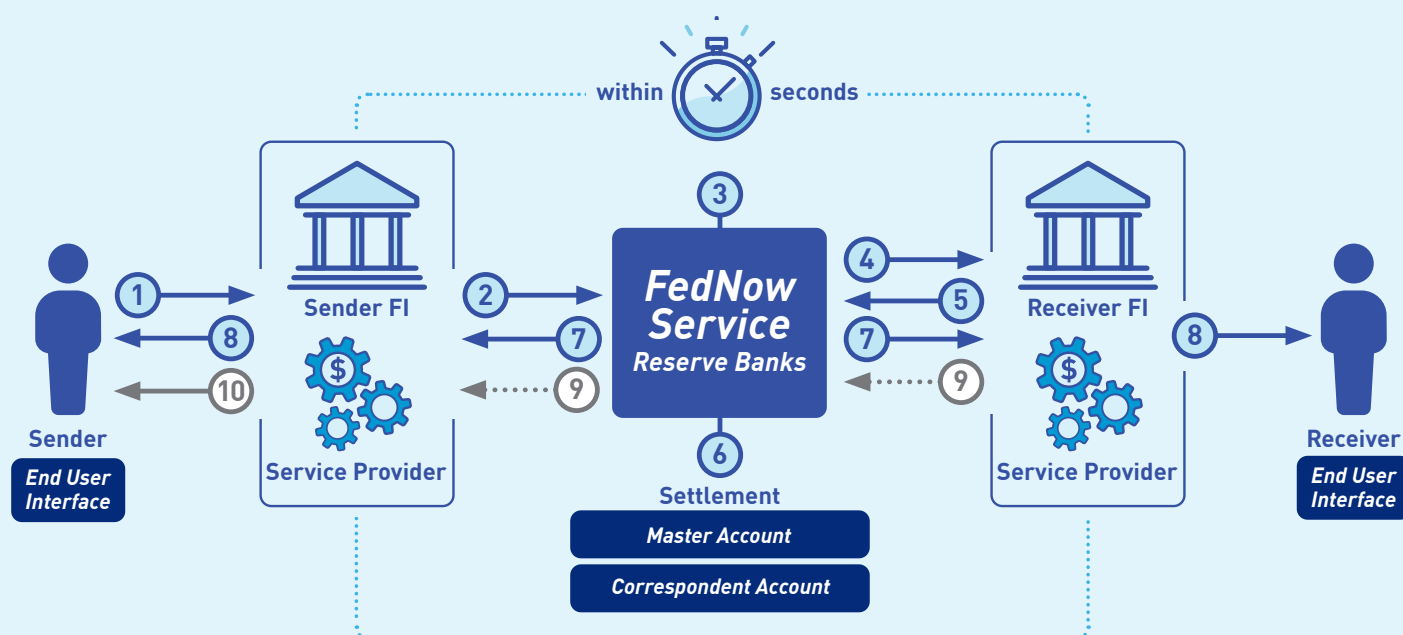 within seconds
3
1
2
4
5
8
7
7
8
10
9
9
Sender FI
$
Service Provider
FedNow
Service
Reserve Banks
Receiver FI
$
Service Provider
Sender
End User
Interface
6
Settlement
Master Account
Correspondent Account
Receiver
End User
Interface